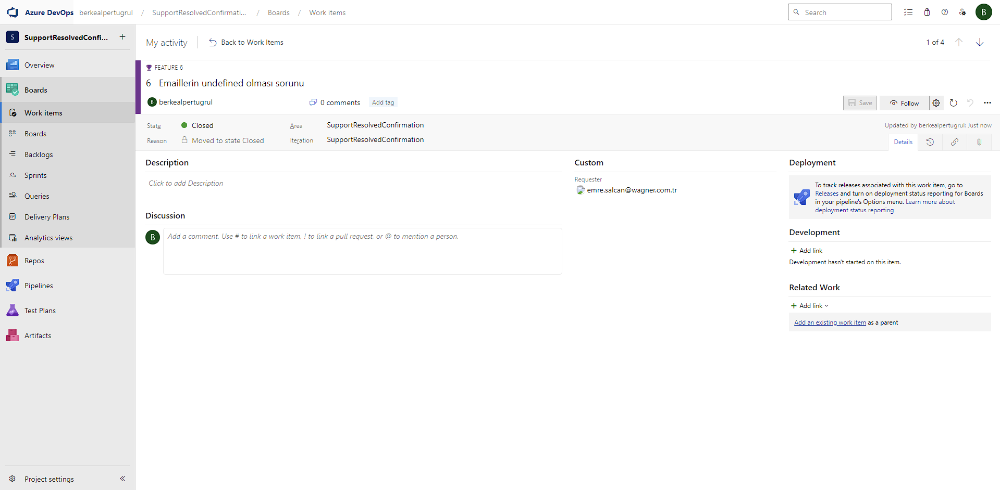 Azure DevOps berkealpertugrul / SupportResolvedConfirmati... / Boards / Work items
Search
B
S SupportResolvedConfi... +
Overview
Boards
Work items
Boards
Backlogs
Sprints
Queries
Delivery Plans
Analytics views
Repos
Pipelines
Test Plans
Artifacts
Project settings
My activity
Back to Work Items
1 of 4
FEATURE 6
6 Emaillerin undefined olması sorunu
B berkealpertugrul
0 comments
Add tag
Save
Follow
State Closed
Area SupportResolvedConfirmation
Updated by berkealpertugrul: Just now
Reason Moved to state Closed
Iteration SupportResolvedConfirmation
Details
Description
Click to add Description
Discussion
B
Add a comment. Use # to link a work item, ! to link a pull request, or @ to mention a person.
Custom
Requester
emre.salcan@wagner.com.tr
Deployment
To track releases associated with this work item, go to
Releases and turn on deployment status reporting for Boards
in your pipeline's Options menu. Learn more about
deployment status reporting
Development
+ Add link
Development hasn't started on this item.
Related Work
+ Add link
Add an existing work item as a parent